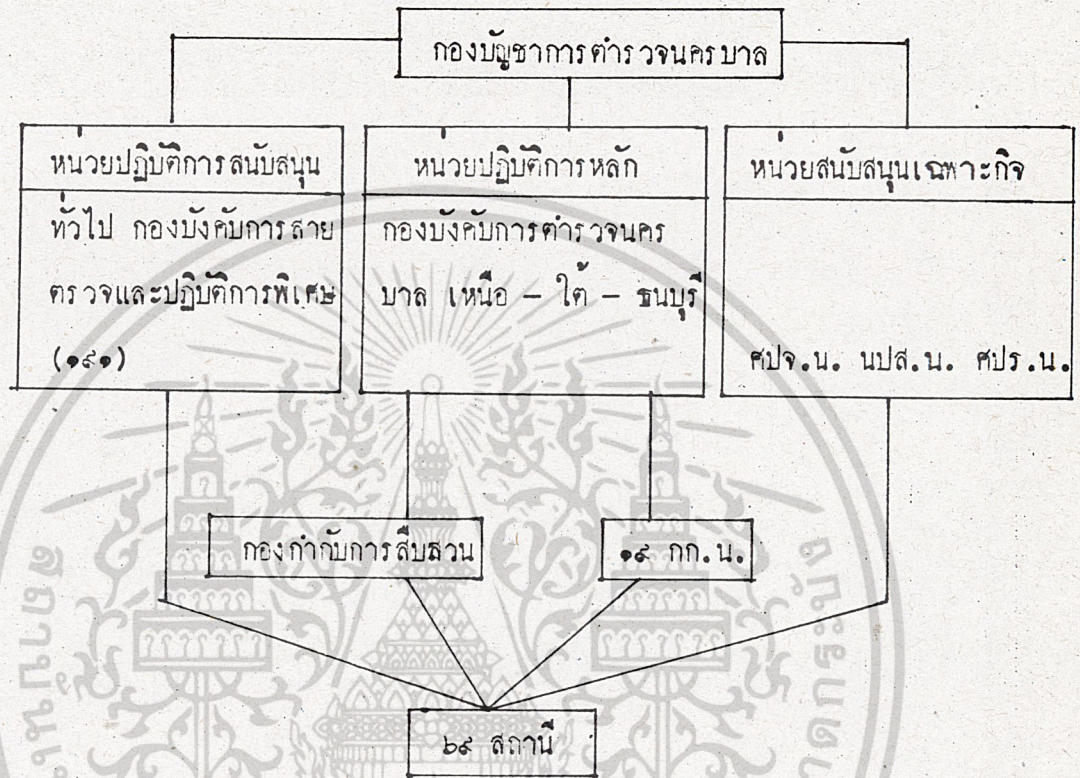 กองบัญชาการตำรวจนครบาล
หน่วยปฏิบัติการสนับสนุน
ทั่วไป กองบังคับการสาย
ตรวจและปฏิบัติการพิเศษ
(๑๙๑)
หน่วยปฏิบัติการหลัก
กองบังคับการตำรวจนคร
บาล เหนือ – ใต้ – ธนบุรี
หน่วยสนับสนุนเฉพาะกิจ
ศปจ.น. นปส.น. ศปร.น.
กองกำกับการสืบสวน
๑๙ กก.น.
๖๙ สถานี